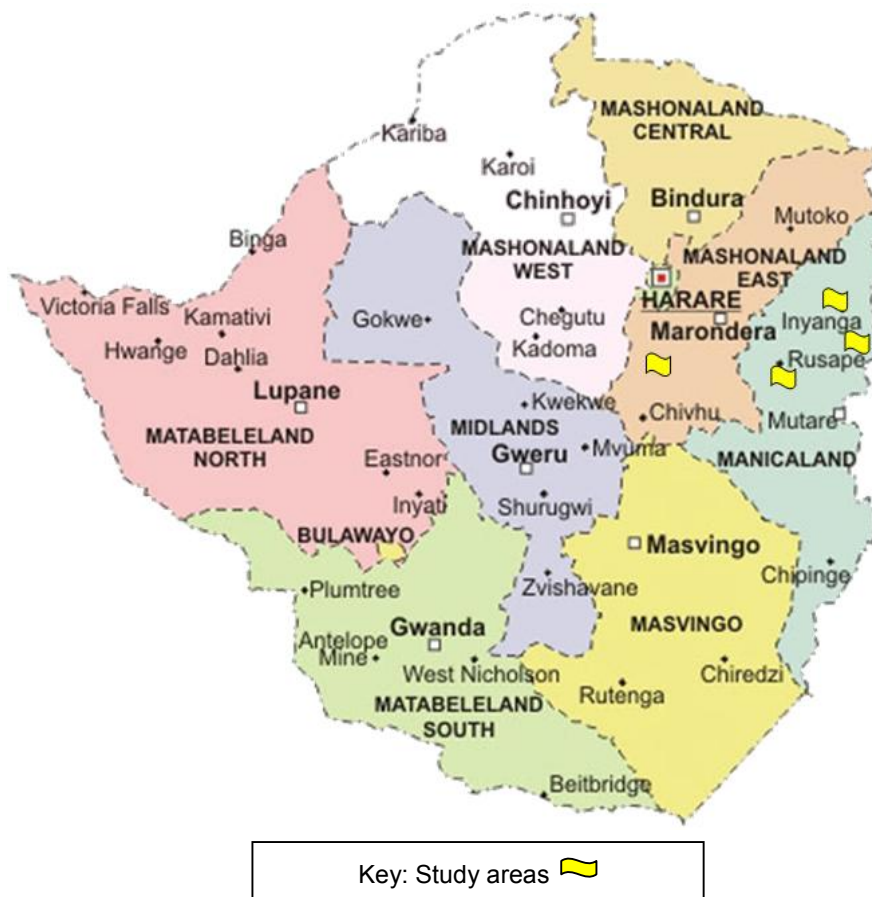 MASHONALAND
CENTRAL
Kariba
Karoi
Chinhoyi
Bindura
Mutoko
Binga
MASHONALAND
WEST
MASHONALAND
EAST
Victoria Falls
Kamativi
Gokwe
Chegutu
HARARE
Inyanga
Hwange
Dahlia
Kadoma
Marondera
Rusape
Lupane
Kwekwe
Chivhu
Mutare
MATABELELAND
NORTH
MIDLANDS
Mvuma
Gweru
MANICALAND
Eastnor
Inyati
Shurugwi
BULAWAYO
Masvingo
Plumtree
Zvishavane
Chipinge
Antelope
Mine
Gwanda
MASVINGO
West Nicholson
Chiredzi
Rutenga
MATABELELAND
SOUTH
Beitbridge
Key: Study areas